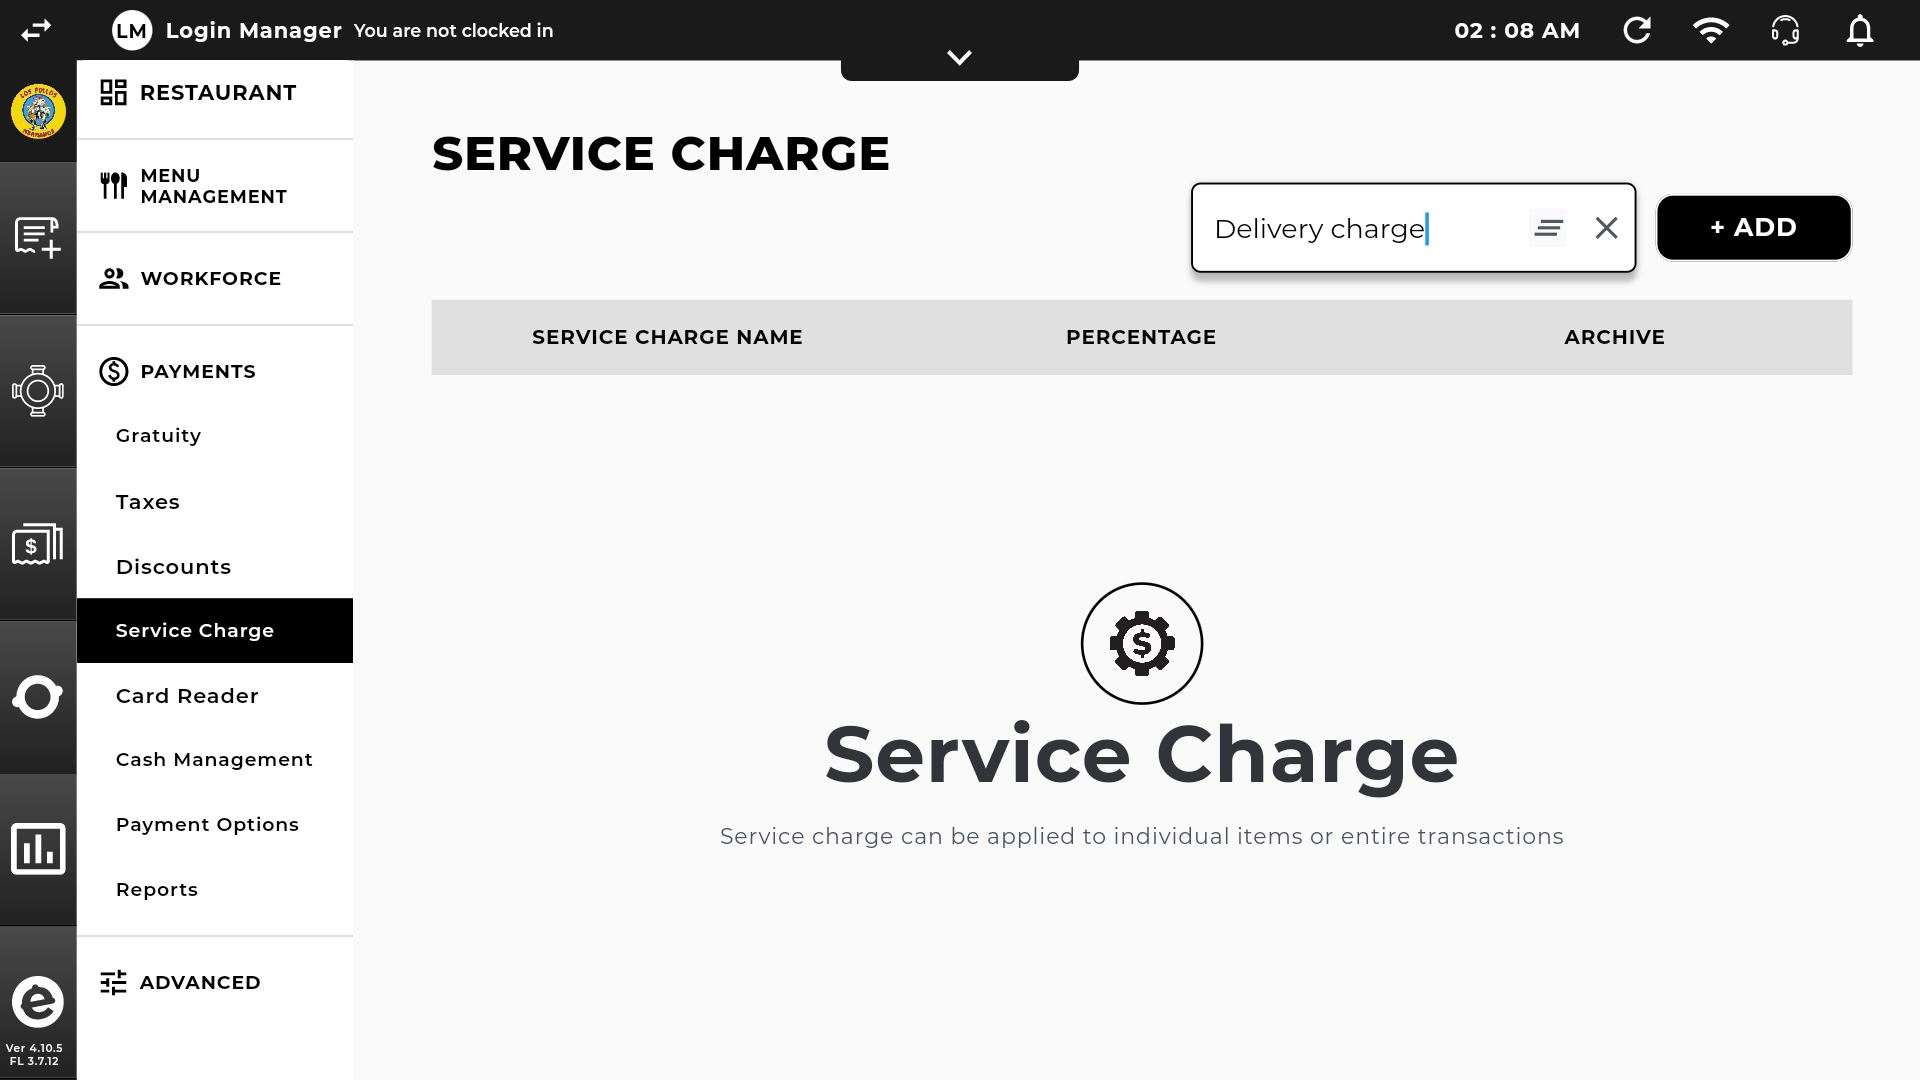 LM Login Manager You are not clocked in
02 : 08 AM
LOS POLLOS
HERMANOS
RESTAURANT
MENU
MANAGEMENT
WORKFORCE
PAYMENTS
Gratuity
Taxes
Discounts
Service Charge
Card Reader
Cash Management
Payment Options
Reports
ADVANCED
Ver 4.10.5
FL 3.7.12
SERVICE CHARGE
Delivery charge
+ ADD
SERVICE CHARGE NAME PERCENTAGE ARCHIVE
Service Charge
Service charge can be applied to individual items or entire transactions